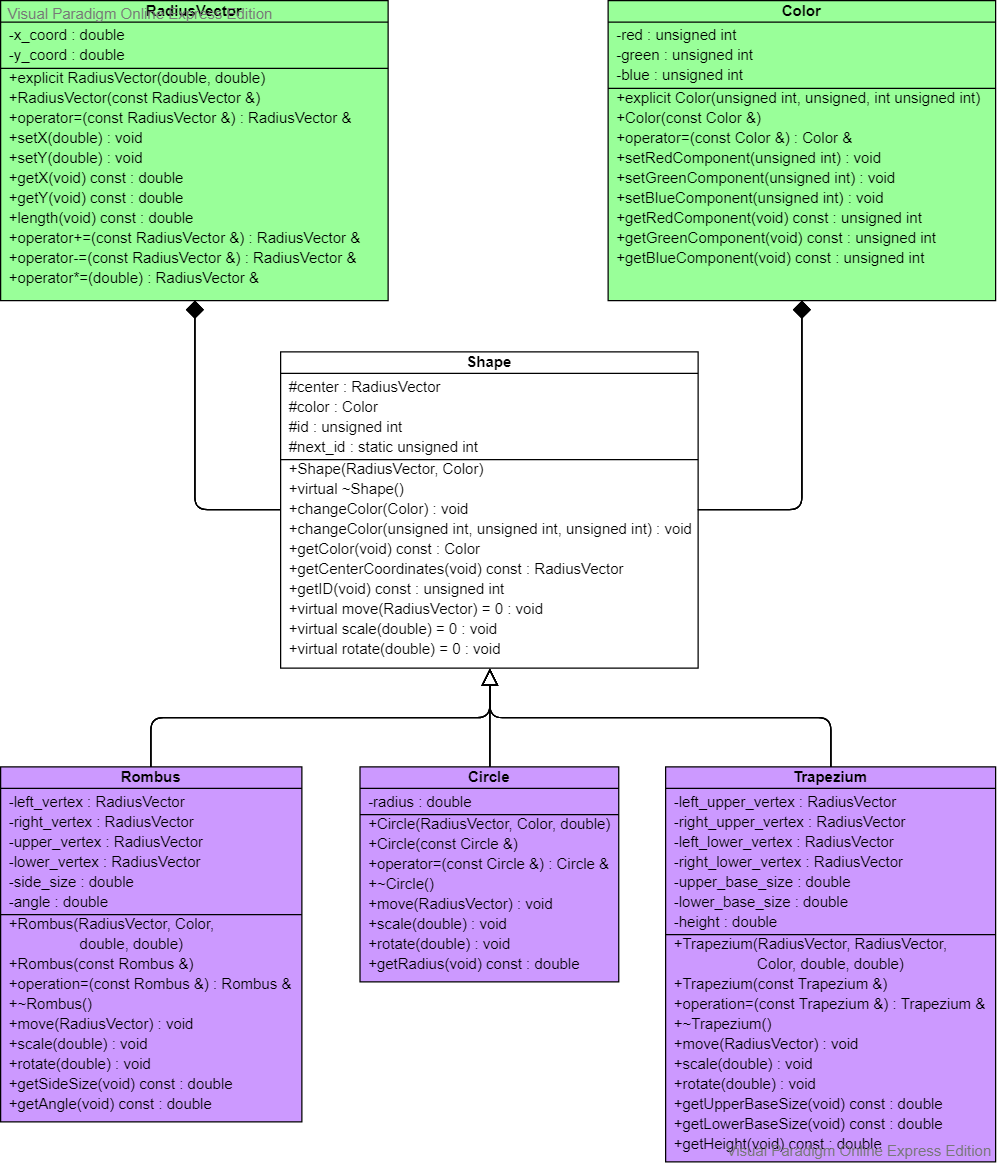 Visual Paradigm Online Express Edition
RadiusVector
-x_coord : double
-y_coord : double
+explicit RadiusVector(double, double)
+RadiusVector(const RadiusVector &)
+operator=(const RadiusVector &) : RadiusVector &
+setX(double) : void
+setY(double) : void
+getX(void) const : double
+getY(void) const : double
+length(void) const : double
+operator+=(const RadiusVector &) : RadiusVector &
+operator-=(const RadiusVector &) : RadiusVector &
+operator*=(double) : RadiusVector &
Color
-red : unsigned int
-green : unsigned int
-blue : unsigned int
+explicit Color(unsigned int, unsigned, int unsigned int)
+Color(const Color &)
+operator=(const Color &) : Color &
+setRedComponent(unsigned int) : void
+setGreenComponent(unsigned int) : void
+setBlueComponent(unsigned int) : void
+getRedComponent(void) const : unsigned int
+getGreenComponent(void) const : unsigned int
+getBlueComponent(void) const : unsigned int
Shape
#center : RadiusVector
#color : Color
#id : unsigned int
#next_id : static unsigned int
+Shape(RadiusVector, Color)
+virtual ~Shape()
+changeColor(Color) : void
+changeColor(unsigned int, unsigned int, unsigned int) : void
+getColor(void) const : Color
+getCenterCoordinates(void) const : RadiusVector
+getID(void) const : unsigned int
+virtual move(RadiusVector) = 0 : void
+virtual scale(double) = 0 : void
+virtual rotate(double) = 0 : void
Rombus
-left_vertex : RadiusVector
-right_vertex : RadiusVector
-upper_vertex : RadiusVector
-lower_vertex : RadiusVector
-side_size : double
-angle : double
+Rombus(RadiusVector, Color,
double, double)
+Rombus(const Rombus &)
+operation=(const Rombus &) : Rombus &
+~Rombus()
+move(RadiusVector) : void
+scale(double) : void
+rotate(double) : void
+getSideSize(void) const : double
+getAngle(void) const : double
Circle
-radius : double
+Circle(RadiusVector, Color, double)
+Circle(const Circle &)
+operator=(const Circle &) : Circle &
+~Circle()
+move(RadiusVector) : void
+scale(double) : void
+rotate(double) : void
+getRadius(void) const : double
Trapezium
-left_upper_vertex : RadiusVector
-right_upper_vertex : RadiusVector
-left_lower_vertex : RadiusVector
-right_lower_vertex : RadiusVector
-upper_base_size : double
-lower_base_size : double
-height : double
+Trapezium(RadiusVector, RadiusVector,
Color, double, double)
+Trapezium(const Trapezium &)
+operation=(const Trapezium &) : Trapezium &
+~Trapezium()
+move(RadiusVector) : void
+scale(double) : void
+rotate(double) : void
+getUpperBaseSize(void) const : double
+getLowerBaseSize(void) const : double
+getHeight(void) const : double
Visual Paradigm Online Express Edition